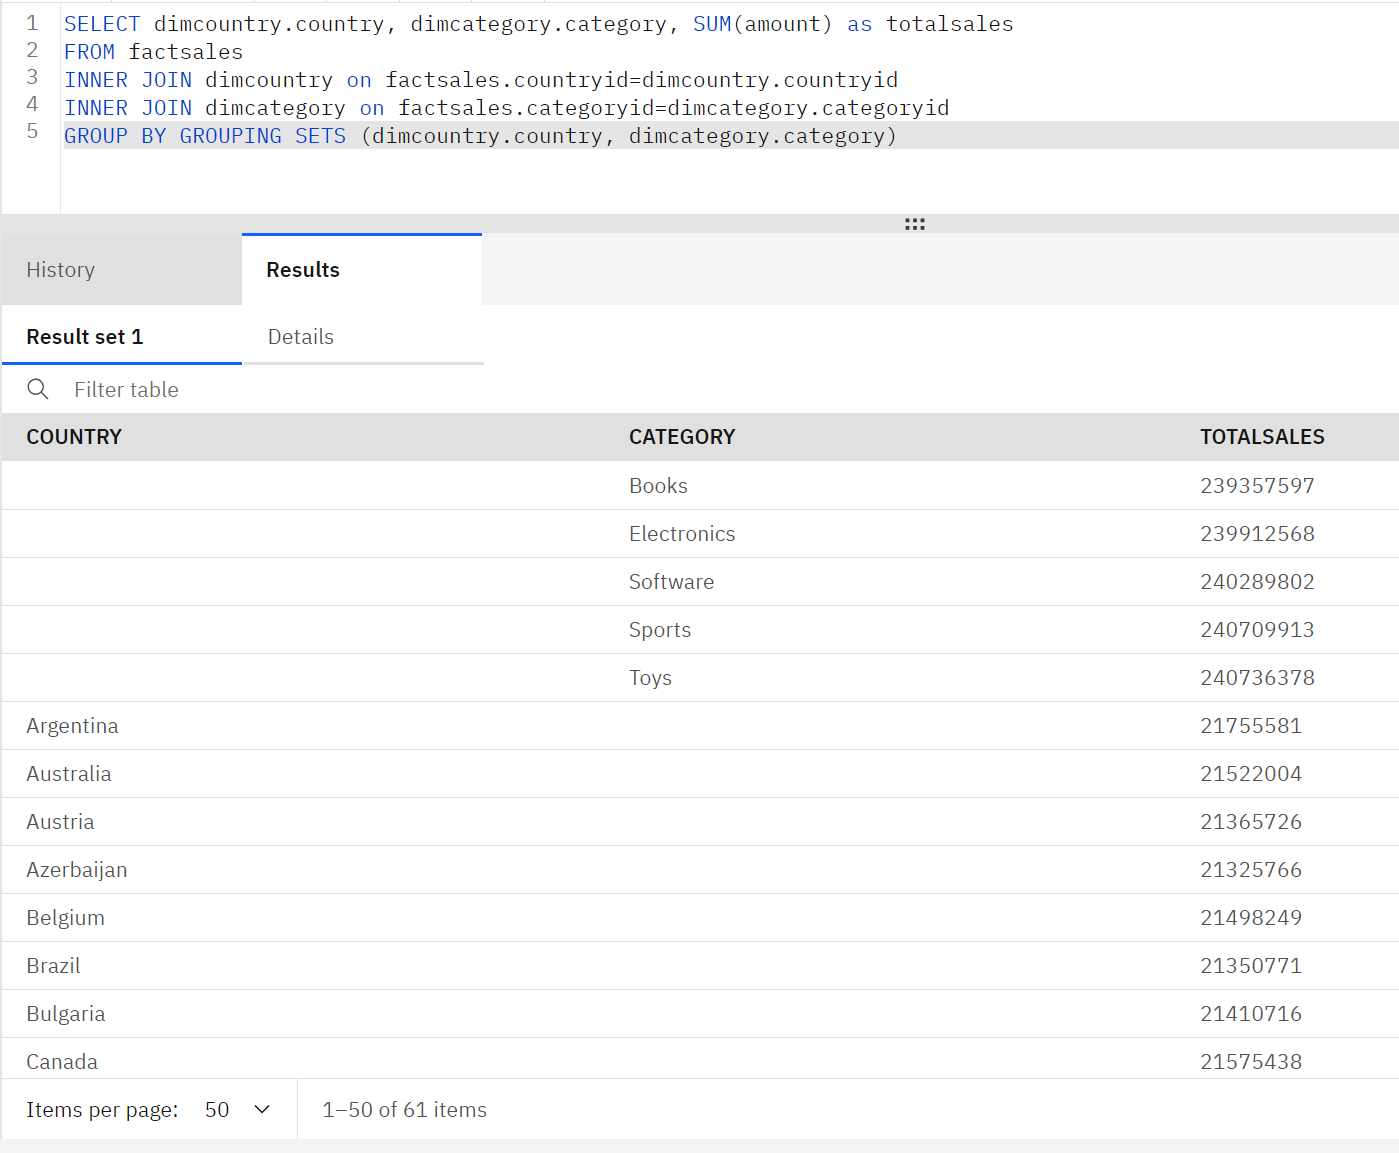 1 SELECT dimcountry.country, dimcategory.category, SUM(amount) as totalsales
2 FROM factsales
3 INNER JOIN dimcountry on factsales.countryid=dimcountry.countryid
4 INNER JOIN dimcategory on factsales.categoryid=dimcategory.categoryid
5 GROUP BY GROUPING SETS (dimcountry.country, dimcategory.category)
History Results
Result set 1 Details
Filter table
COUNTRY CATEGORY TOTALSALES
Books 239357597
Electronics 239912568
Software 240289802
Sports 240709913
Toys 240736378
Argentina 21755581
Australia 21522004
Austria 21365726
Azerbaijan 21325766
Belgium 21498249
Brazil 21350771
Bulgaria 21410716
Canada 21575438
Items per page: 50 1–50 of 61 items